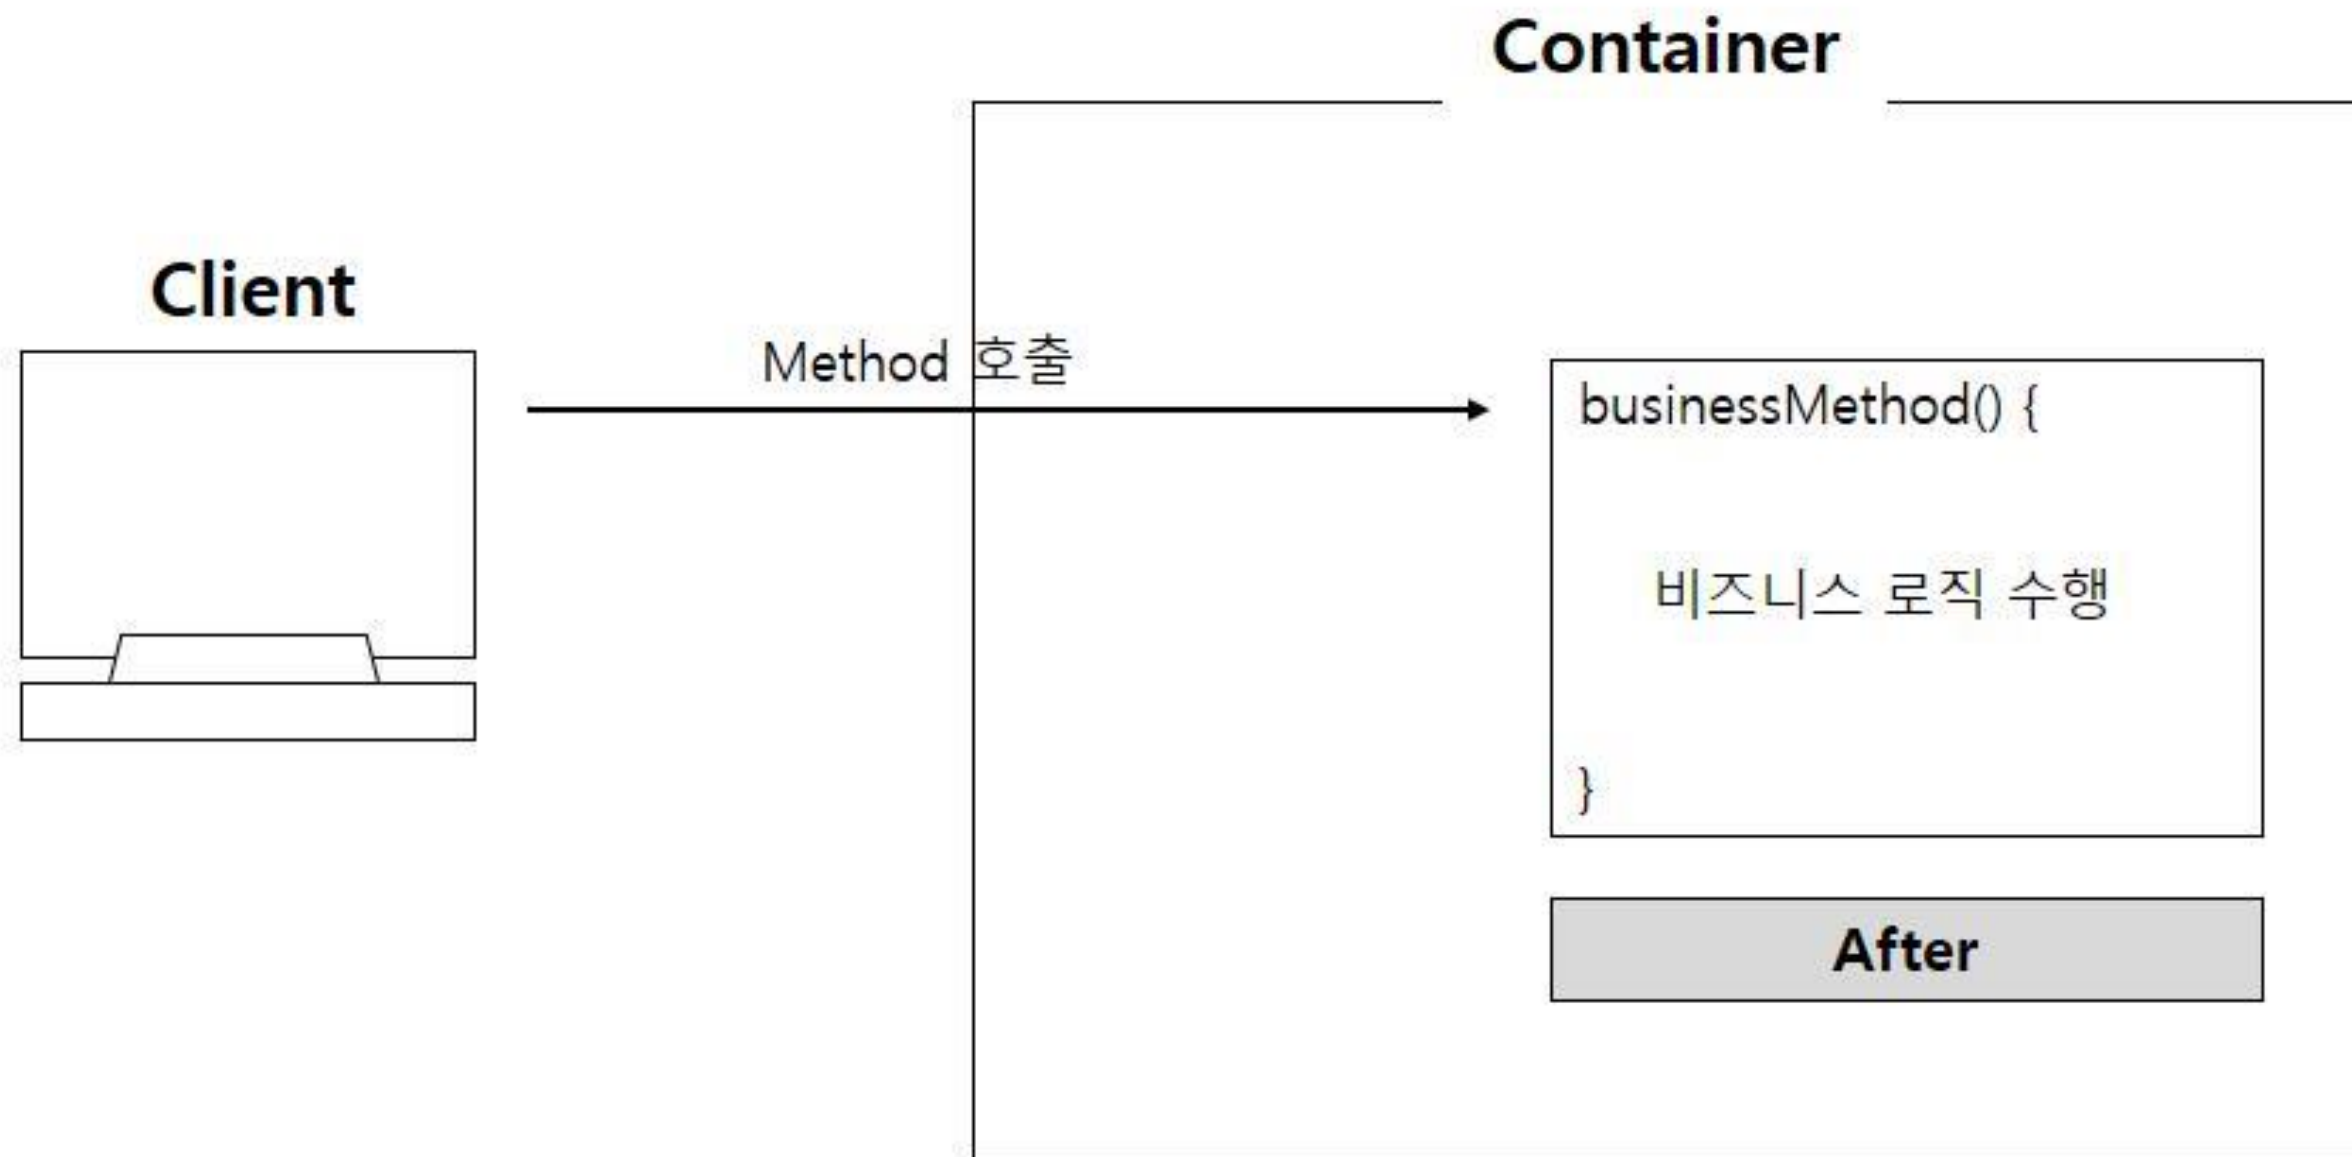 Container
Client
Method 호출
businessMethod() {
비즈니스 로직 수행
}
After